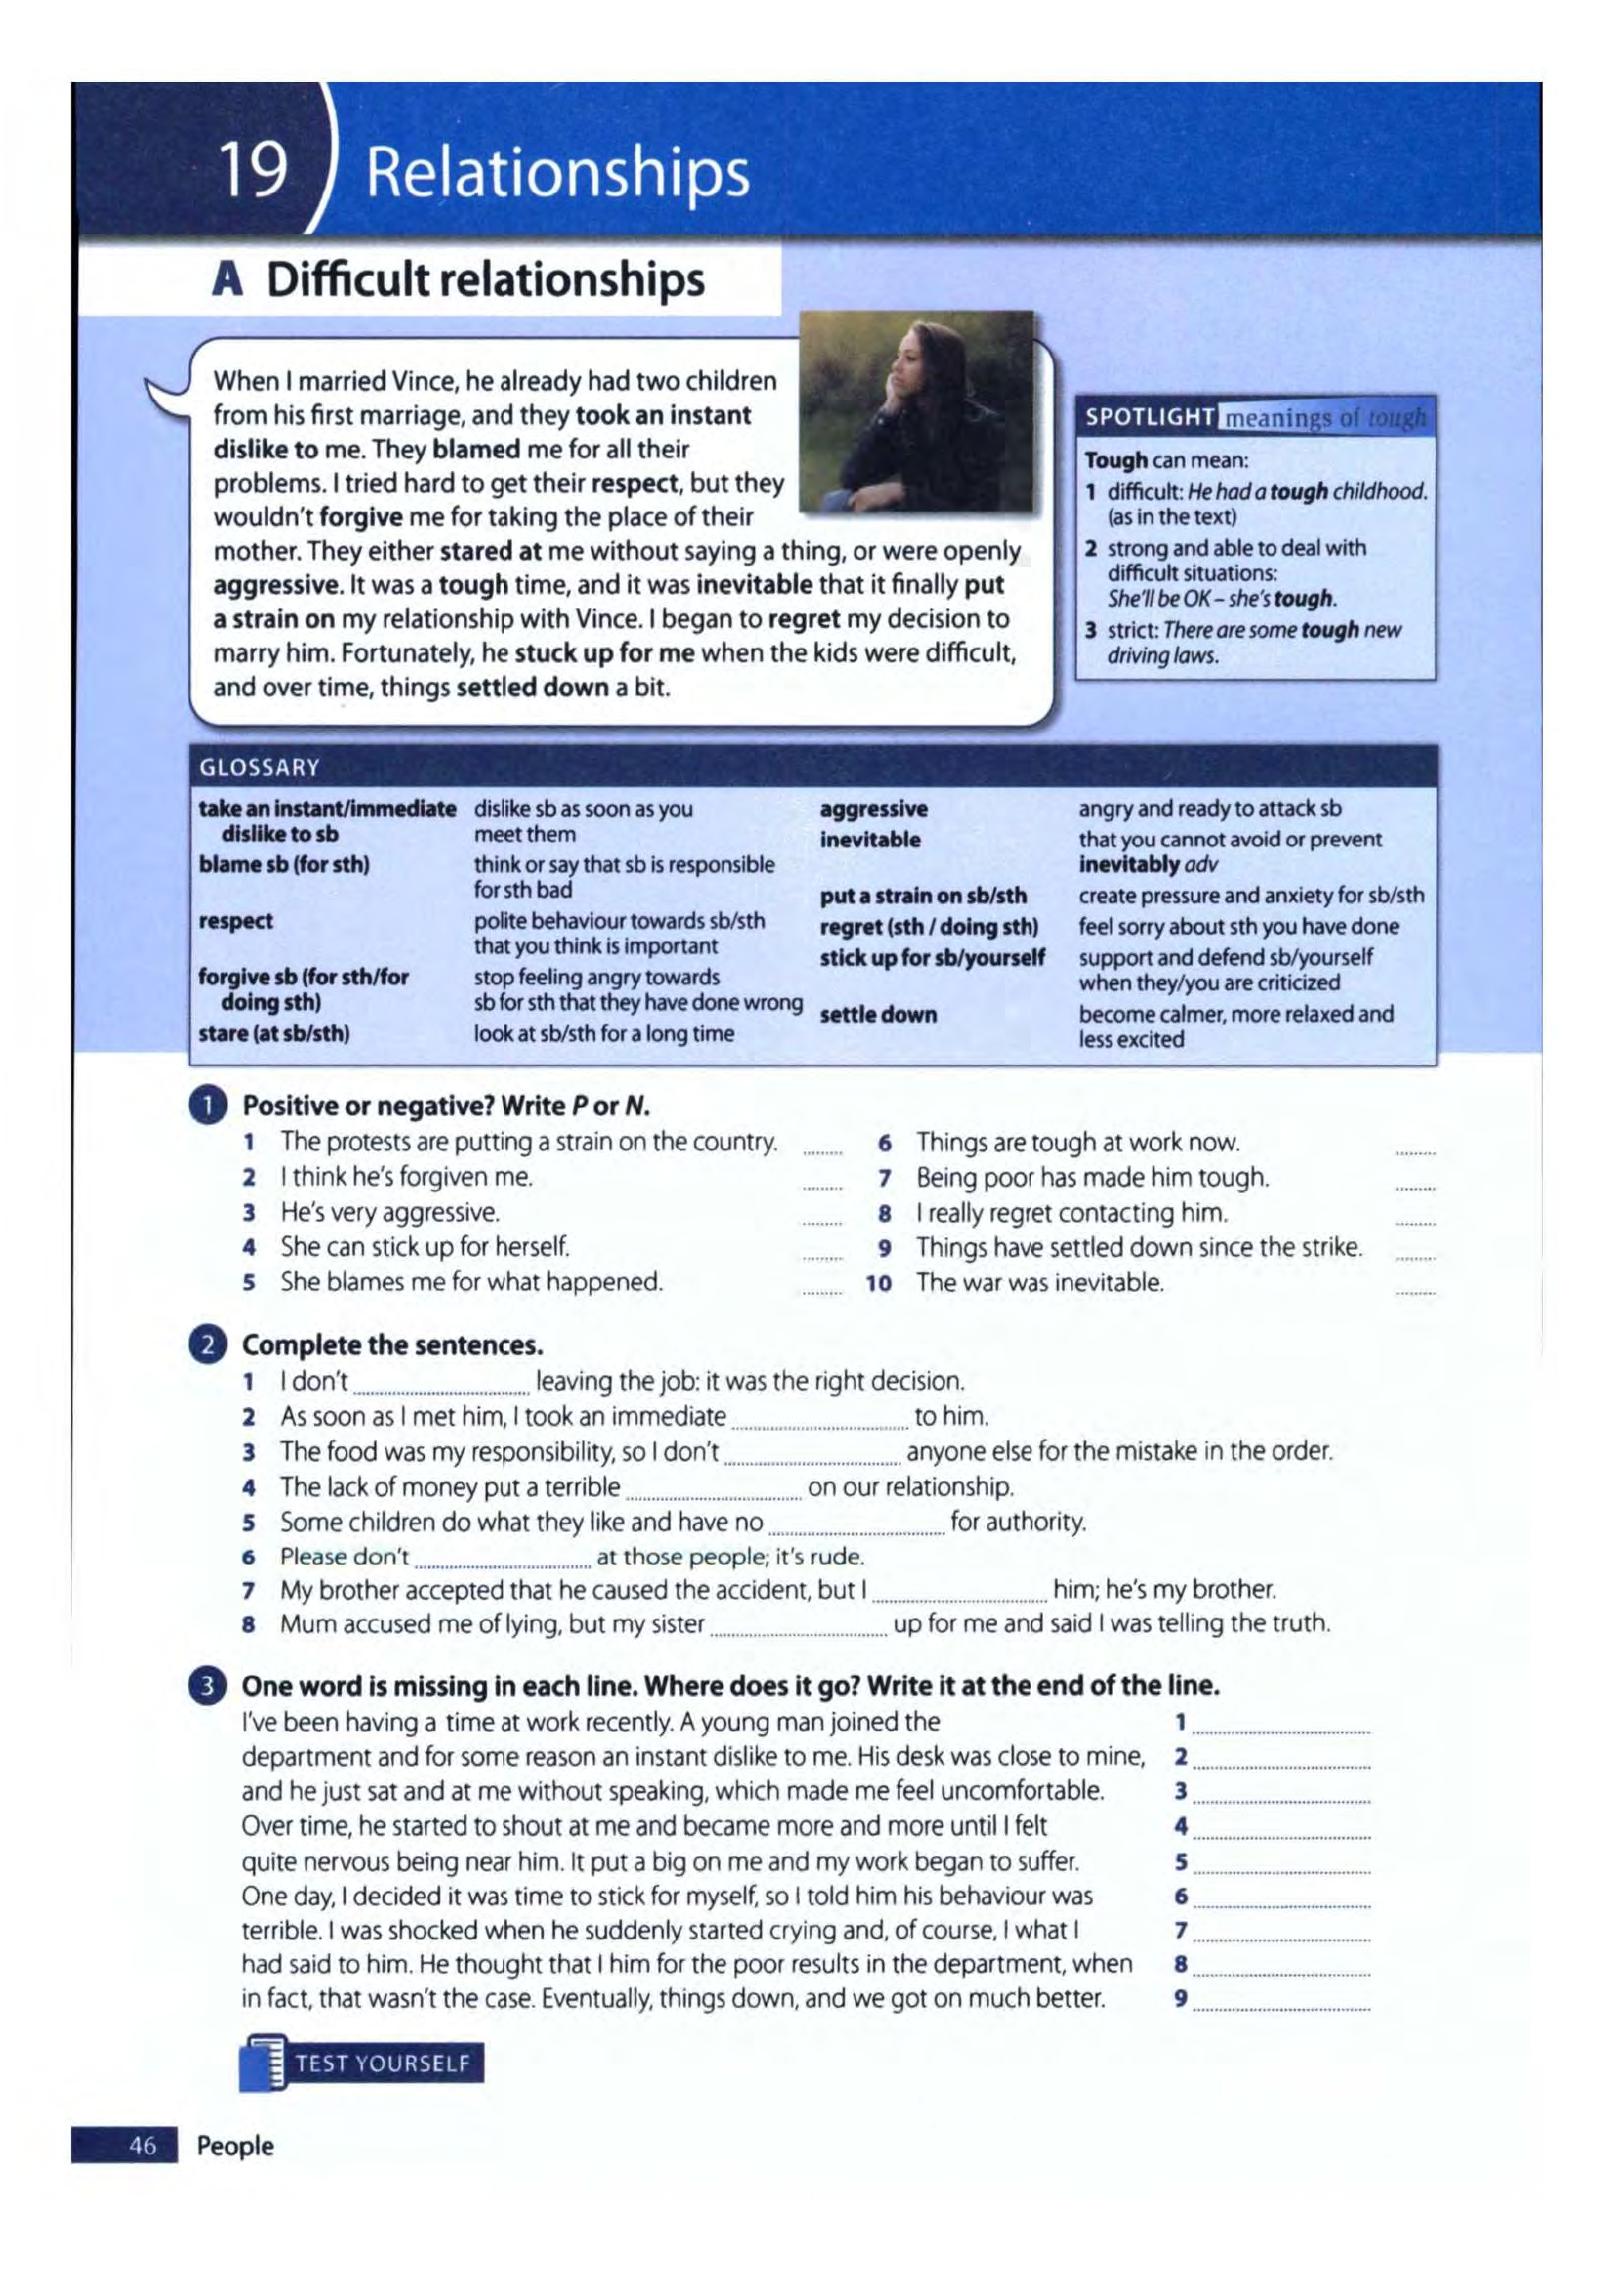 19 Relationships
A Difficult relationships
When I married Vince, he already had two children
from his first marriage, and they took an instant
dislike to me. They blamed me for all their
problems. I tried hard to get their respect, but they
wouldn't forgive me for taking the place of their
mother. They either stared at me without saying a thing, or were openly
aggressive. It was a tough time, and it was inevitable that it finally put
a strain on my relationship with Vince. I began to regret my decision to
marry him. Fortunately, he stuck up for me when the kids were difficult,
and over time, things settled down a bit.
SPOTLIGHT meanings of tough
Tough can mean:
1 difficult: He had a tough childhood.
(as in the text)
2 strong and able to deal with
difficult situations:
She'll be OK – she's tough.
3 strict: There are some tough new
driving laws.
GLOSSARY
take an instant/immediate dislike sb as soon as you
dislike to sb meet them
blame sb (for sth) think or say that sb is responsible
for sth bad
respect polite behaviour towards sb/sth
that you think is important
forgive sb (for sth/for stop feeling angry towards
doing sth) sb for sth that they have done wrong
stare (at sb/sth) look at sb/sth for a long time
aggressive angry and ready to attack sb
inevitable that you cannot avoid or prevent
inevitably adv
put a strain on sb/sth create pressure and anxiety for sb/sth
regret (sth / doing sth) feel sorry about sth you have done
stick up for sb/yourself support and defend sb/yourself
when they/you are criticized
settle down become calmer, more relaxed and
less excited
1 Positive or negative? Write P or N.
1 The protests are putting a strain on the country. ........
2 I think he's forgiven me. ........
3 He's very aggressive. ........
4 She can stick up for herself. ........
5 She blames me for what happened. ........
6 Things are tough at work now. ........
7 Being poor has made him tough. ........
8 I really regret contacting him. ........
9 Things have settled down since the strike. ........
10 The war was inevitable. ........
2 Complete the sentences.
1 I don't ........ leaving the job: it was the right decision.
2 As soon as I met him, I took an immediate ........ to him.
3 The food was my responsibility, so I don't ........ anyone else for the mistake in the order.
4 The lack of money put a terrible ........ on our relationship.
5 Some children do what they like and have no ........ for authority.
6 Please don't ........ at those people; it's rude.
7 My brother accepted that he caused the accident, but I ........ him; he's my brother.
8 Mum accused me of lying, but my sister ........ up for me and said I was telling the truth.
3 One word is missing in each line. Where does it go? Write it at the end of the line.
I've been having a time at work recently. A young man joined the 1 ........
department and for some reason an instant dislike to me. His desk was close to mine, 2 ........
and he just sat and at me without speaking, which made me feel uncomfortable. 3 ........
Over time, he started to shout at me and became more and more until I felt 4 ........
quite nervous being near him. It put a big on me and my work began to suffer. 5 ........
One day, I decided it was time to stick for myself, so I told him his behaviour was 6 ........
terrible. I was shocked when he suddenly started crying and, of course, I what I 7 ........
had said to him. He thought that I him for the poor results in the department, when 8 ........
in fact, that wasn't the case. Eventually, things down, and we got on much better. 9 ........
TEST YOURSELF
46 People